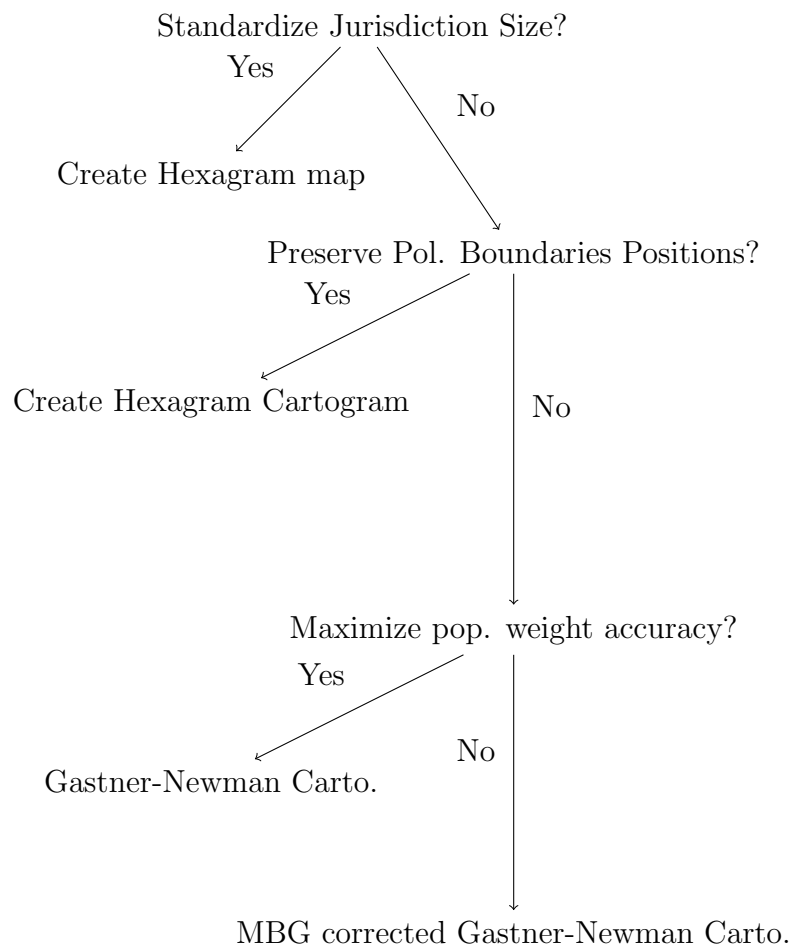 Standardize Jurisdiction Size?
Yes
No
Create Hexagram map
Preserve Pol. Boundaries Positions?
Yes
Create Hexagram Cartogram
No
Maximize pop. weight accuracy?
Yes
No
Gastner-Newman Carto.
MBG corrected Gastner-Newman Carto.